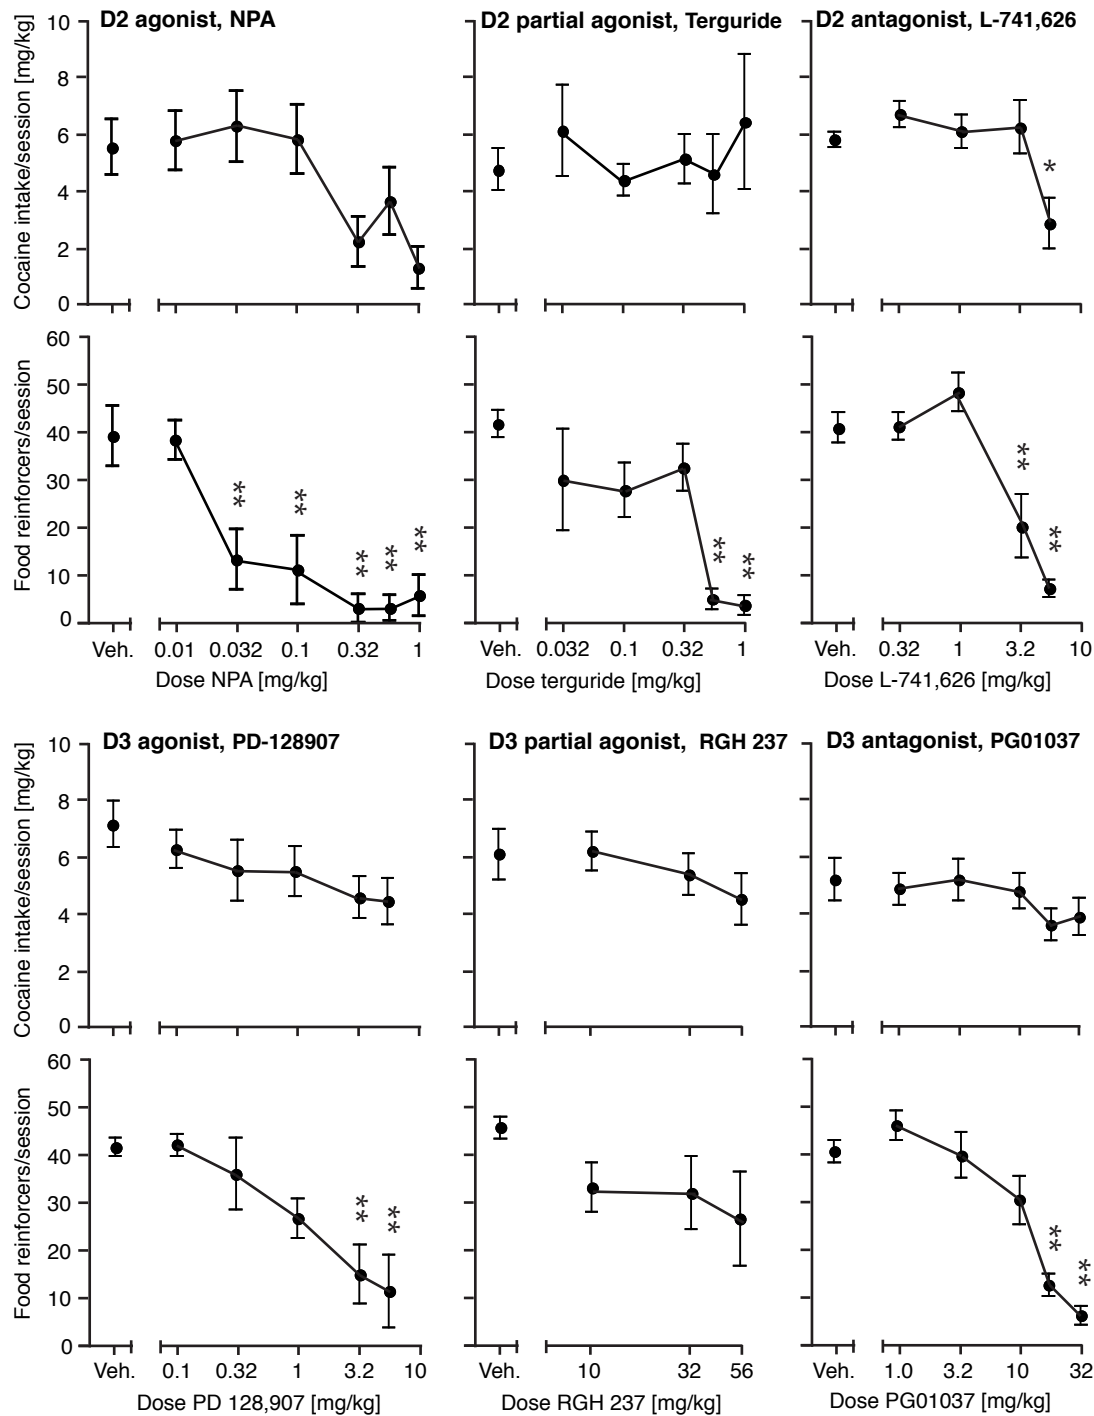 D2 agonist, NPA
D2 partial agonist, Terguride
D2 antagonist, L-741,626
Cocaine intake/session [mg/kg]
10
8
6
4
2
0
*
Food reinforcers/session
60
50
40
30
20
10
0
** ** ** ** **
** **
** **
Veh. 0.01 0.032 0.1 0.32 1
Dose NPA [mg/kg]
Veh. 0.032 0.1 0.32 1
Dose terguride [mg/kg]
Veh. 0.32 1 3.2 10
Dose L-741,626 [mg/kg]
D3 agonist, PD-128907
D3 partial agonist, RGH 237
D3 antagonist, PG01037
Cocaine intake/session [mg/kg]
10
8
6
4
2
0
Food reinforcers/session
60
50
40
30
20
10
0
** **
** **
Veh. 0.1 0.32 1 3.2 10
Dose PD 128,907 [mg/kg]
Veh. 10 32 56
Dose RGH 237 [mg/kg]
Veh. 1.0 3.2 10 32
Dose PG01037 [mg/kg]